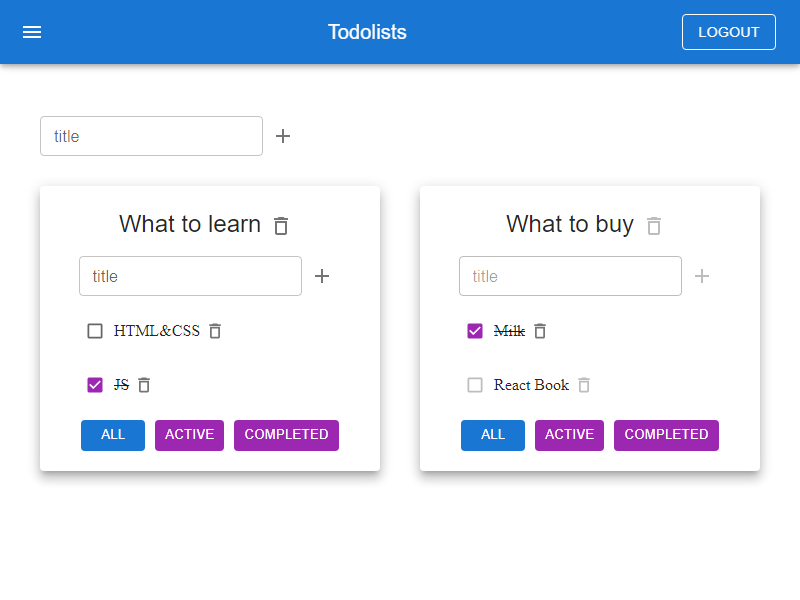 Todolists
LOGOUT
title
What to learn
title
HTML&CSS
JS
ALL ACTIVE COMPLETED
What to buy
title
Milk
React Book
ALL ACTIVE COMPLETED